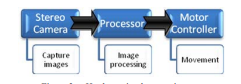 Stereo
Camera
Processor
Motor
Controller
Capture
images
Image
processing
Movement